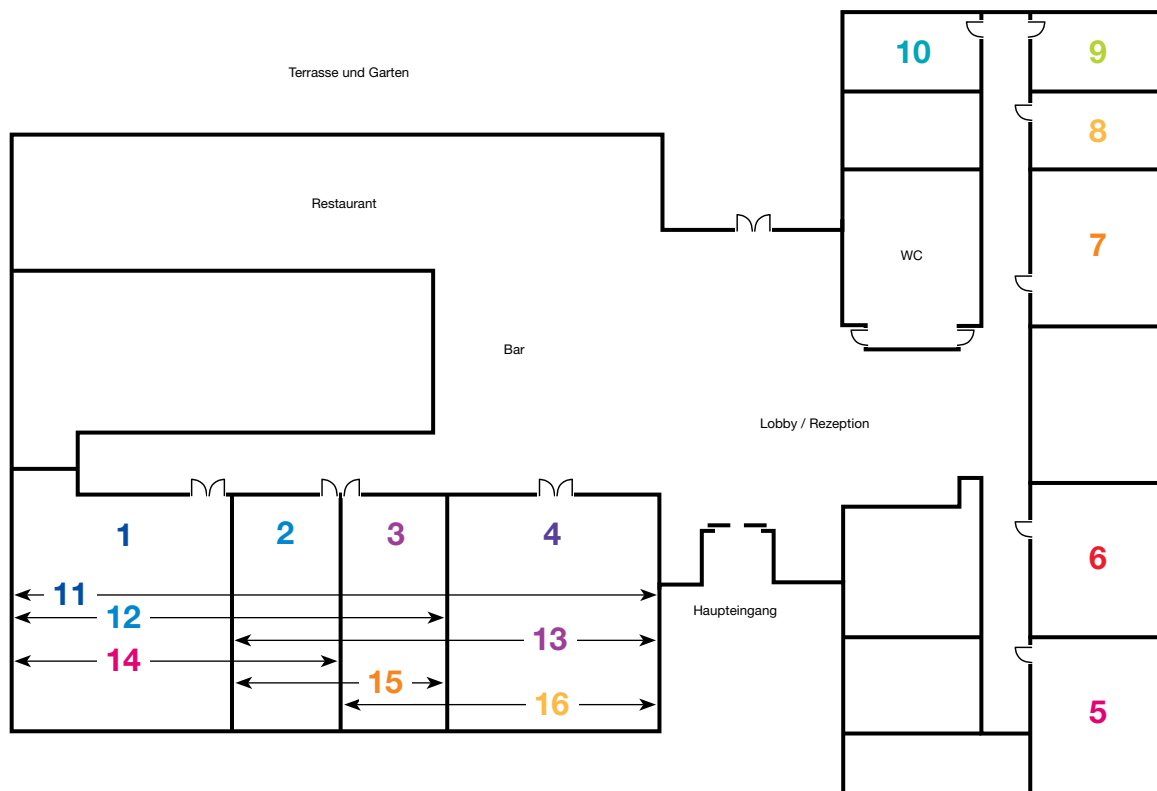 10
9
Terrasse und Garten
8
Restaurant
7
WC
Bar
Lobby / Rezeption
1
2
3
4
6
11
12
Haupteingang
13
14
15
16
5